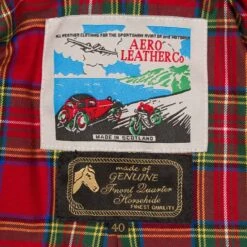 ALL WEATHER CLOTHING FOR THE SPORTSMAN AVIATOR AND MOTORIST
AERO
LEATHER Co
MADE IN SCOTLAND
made of
GENUINE
Front Quarter
Horsehide
FINEST QUALITY
40